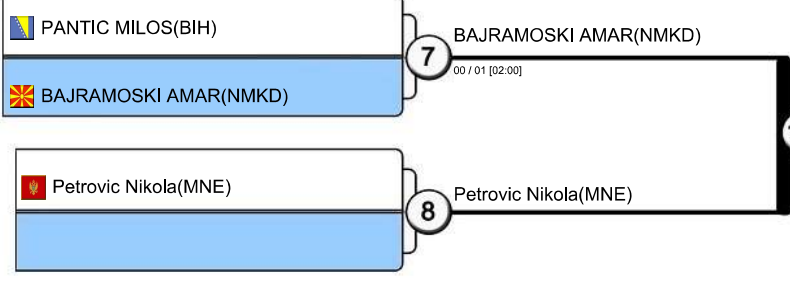 PANTIC MILOS(BIH)
7
BAJRAMOSKI AMAR(NMKD)
00 / 01 [02:00]
BAJRAMOSKI AMAR(NMKD)
Petrovic Nikola(MNE)
8
Petrovic Nikola(MNE)